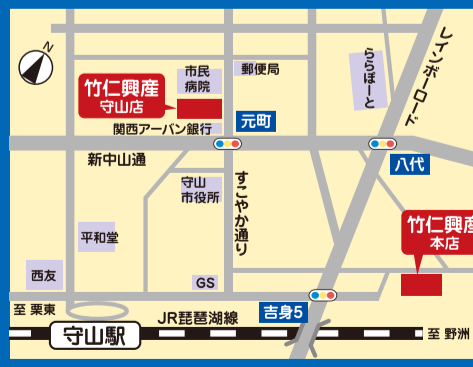 N
竹仁興産
守山店
市民
病院
郵便局
ららぽーと
レインボーロード
関西アーバン銀行
元町
八代
新中山通
守山
市役所
すこやか通り
竹仁興産
本店
平和堂
西友
GS
吉身5
至 栗東
JR琵琶湖線
守山駅
至 野洲